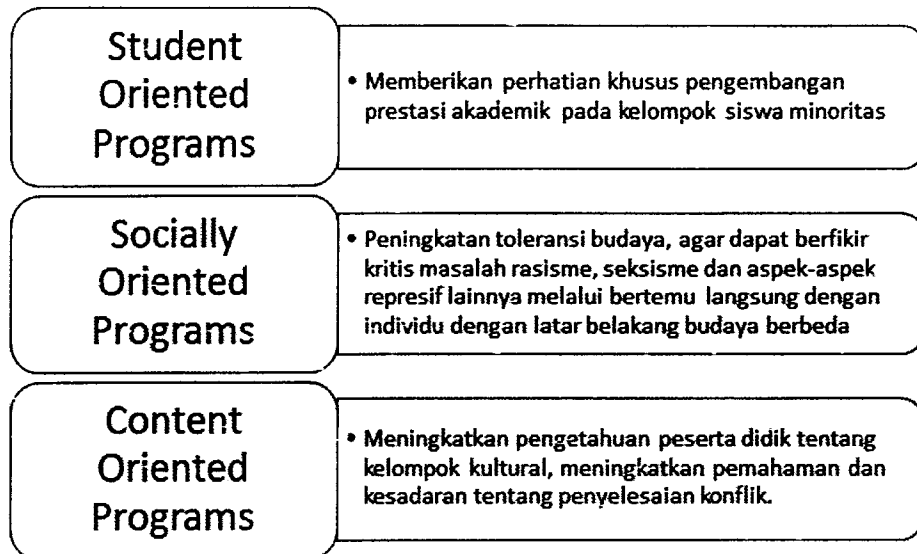 Student
Oriented
Programs
• Memberikan perhatian khusus pengembangan
prestasi akademik pada kelompok siswa minoritas
Socially
Oriented
Programs
• Peningkatan toleransi budaya, agar dapat berfikir
kritis masalah rasisme, seksisme dan aspek-aspek
represif lainnya melalui bertemu langsung dengan
individu dengan latar belakang budaya berbeda
Content
Oriented
Programs
• Meningkatkan pengetahuan peserta didik tentang
kelompok kultural, meningkatkan pemahaman dan
kesadaran tentang penyelesaian konflik.